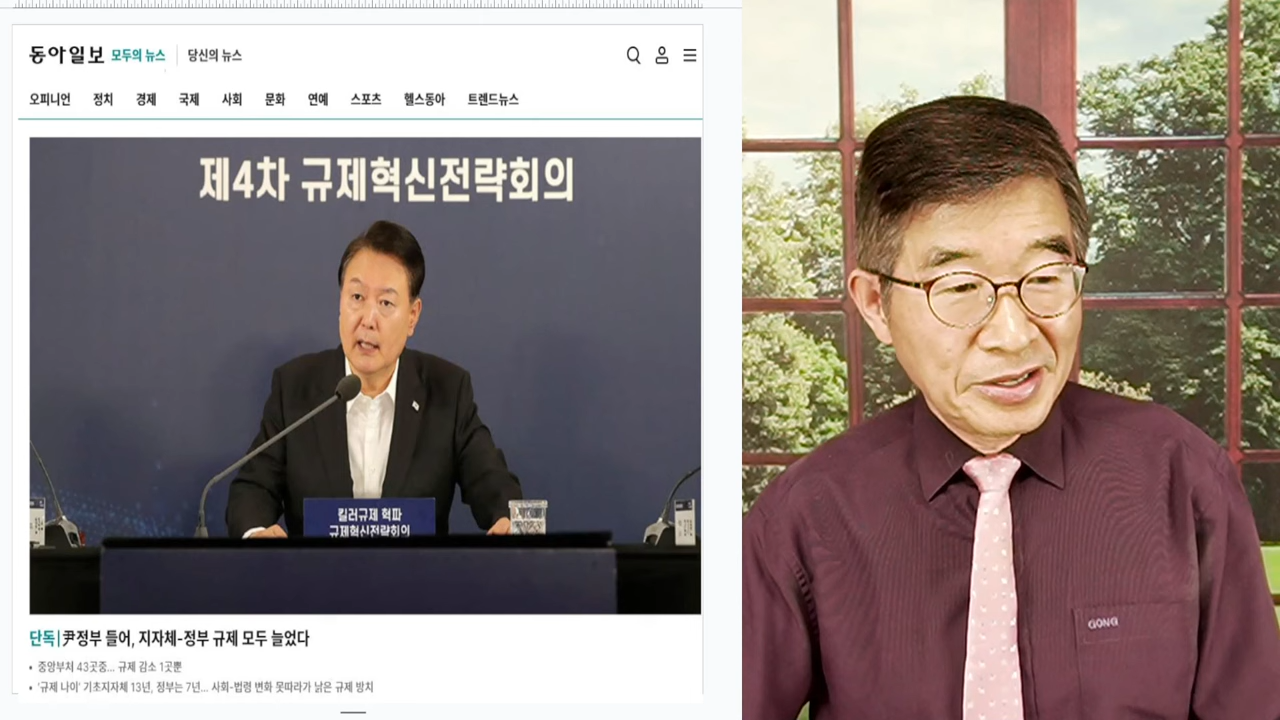 동아일보 모두의 뉴스 | 당신의 뉴스
오피니언 정치 경제 국제 사회 문화 연예 스포츠 헬스동아 트렌드뉴스
제4차 규제혁신전략회의
킬러규제 혁파
규제혁신전략회의
단독|尹정부 들어, 지자체-정부 규제 모두 늘었다
• 중앙부처 43곳중... 규제 감소 1곳뿐
• '규제 나이' 기초지자체 13년, 정부는 7년... 사회-법령 변화 못따라가 낡은 규제 방치
GONG